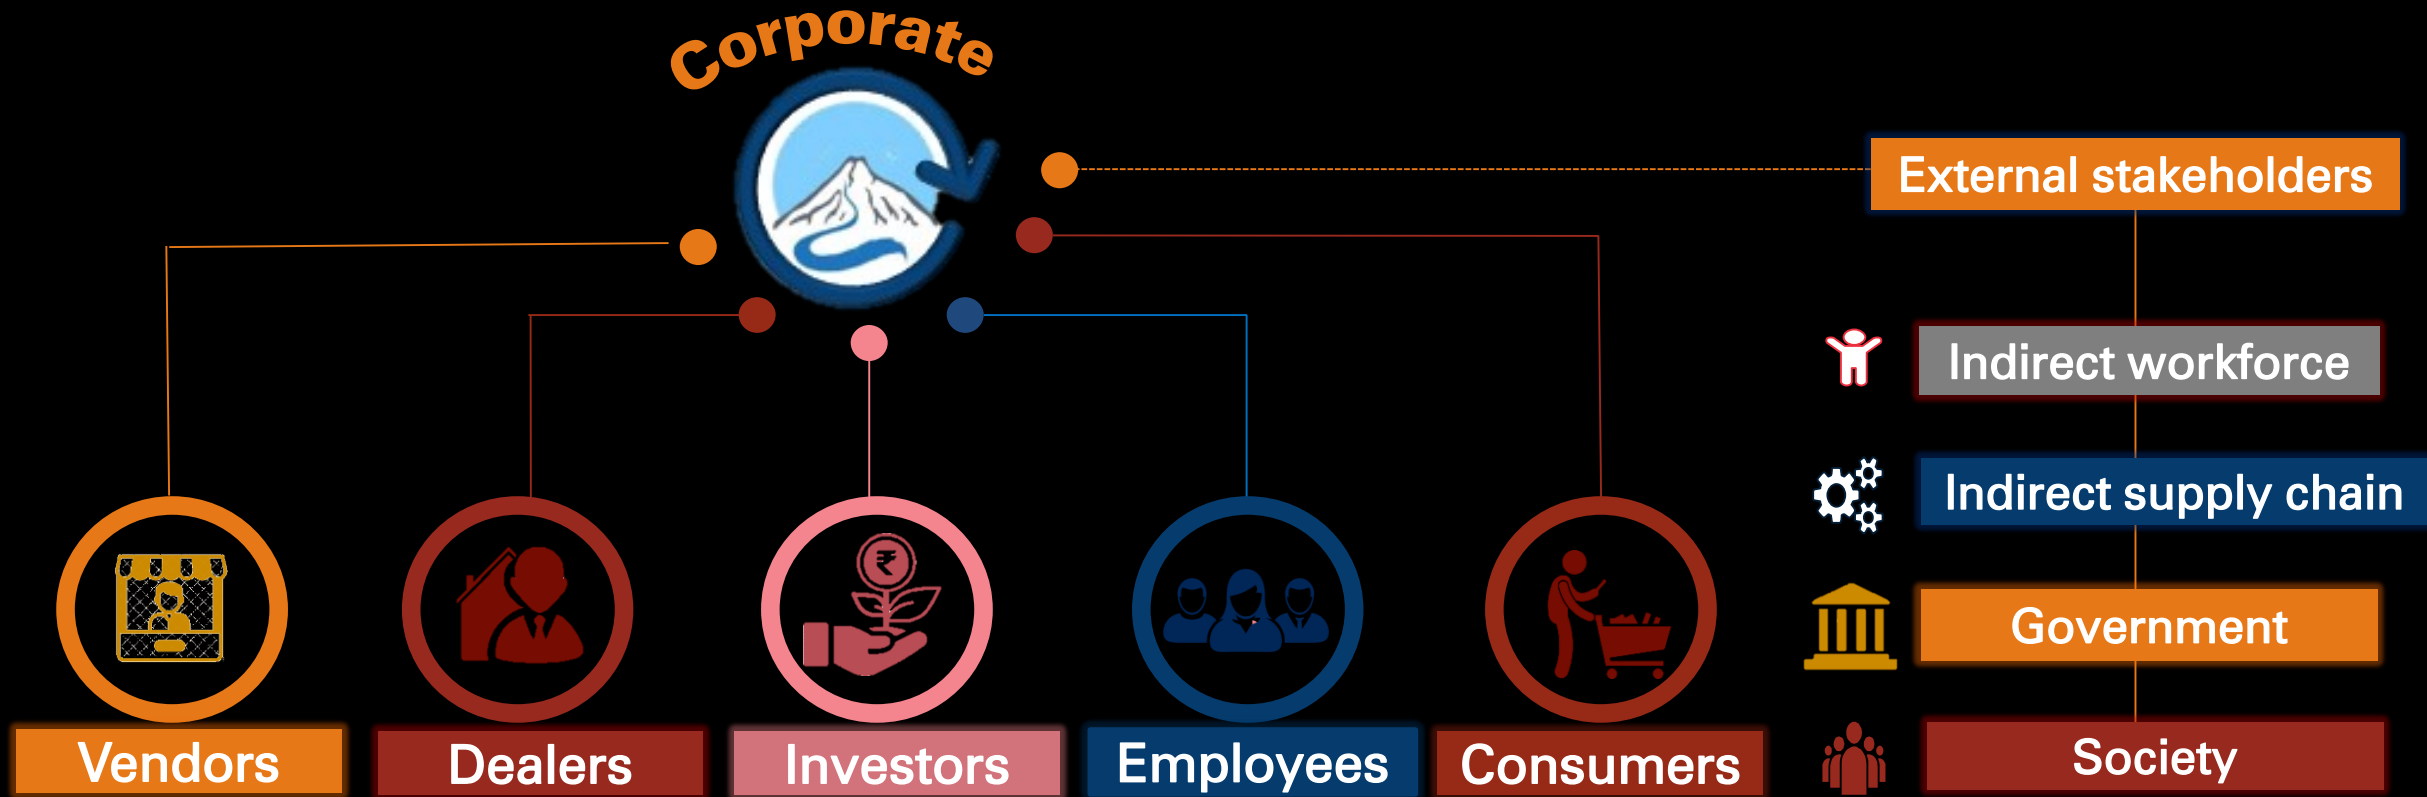 Corporate
External stakeholders
Indirect workforce
Indirect supply chain
Government
Society
₹
Vendors
Dealers
Investors
Employees
Consumers